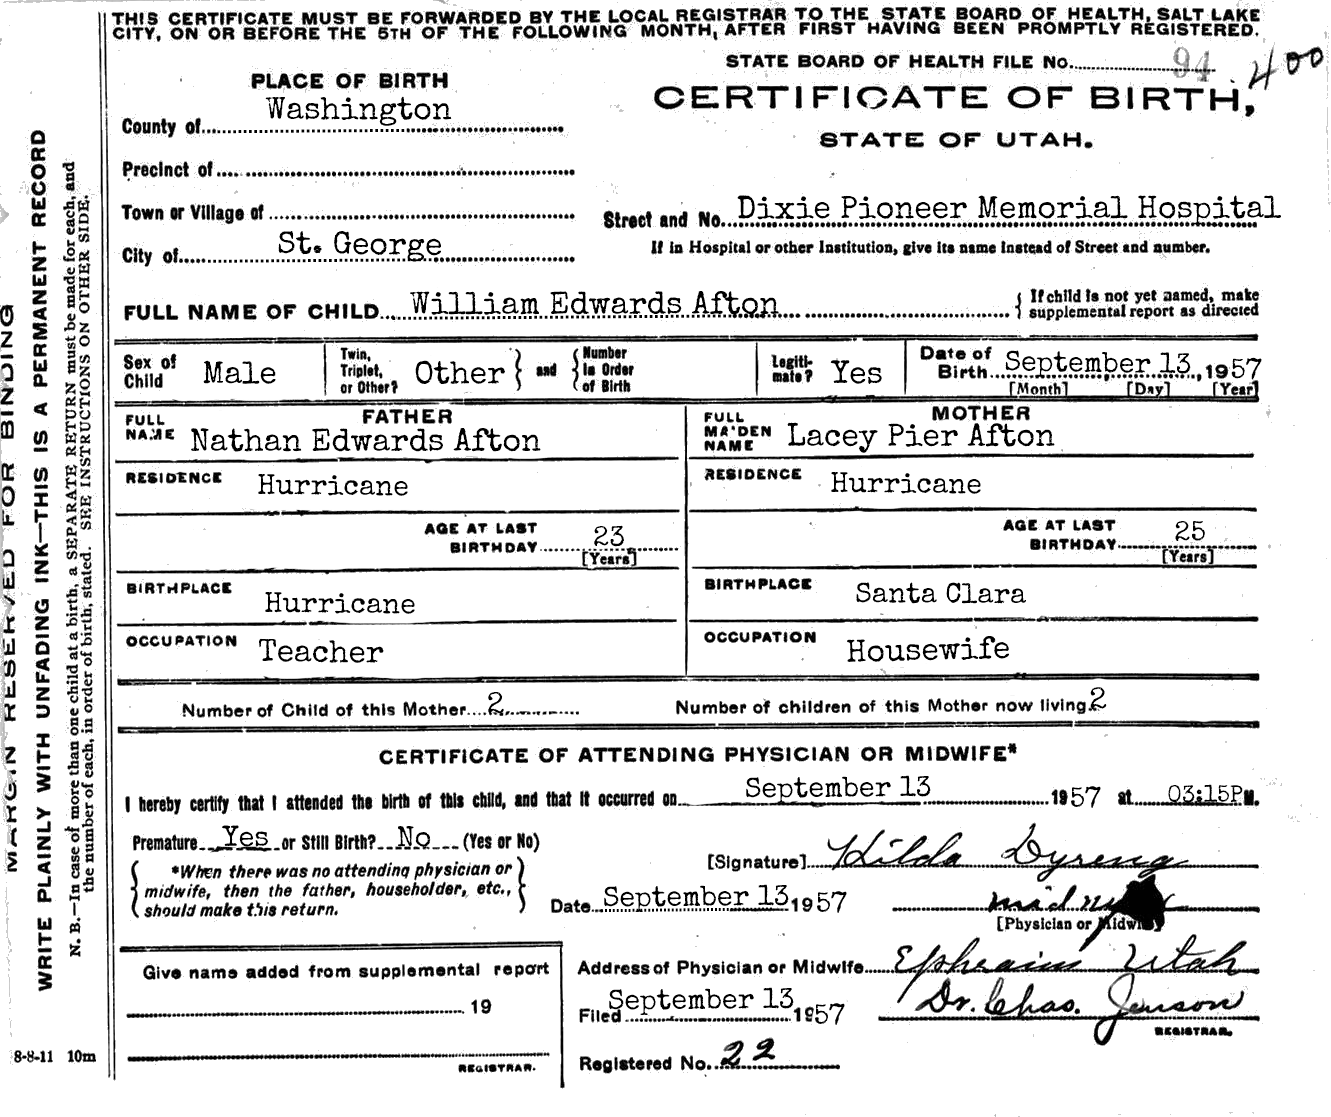 THIS CERTIFICATE MUST BE FORWARDED BY THE LOCAL REGISTRAR TO THE STATE BOARD OF HEALTH, SALT LAKE
CITY, ON OR BEFORE THE 5TH OF THE FOLLOWING MONTH, AFTER FIRST HAVING BEEN PROMPTLY REGISTERED.
STATE BOARD OF HEALTH FILE No. 94 400
PLACE OF BIRTH
CERTIFICATE OF BIRTH,
STATE OF UTAH.
County of Washington
Precinct of
Town or Village of
Street and No. Dixie Pioneer Memorial Hospital
City of St. George
If in Hospital or other Institution, give its name instead of Street and number.
FULL NAME OF CHILD William Edwards Afton
{ If child is not yet named, make
supplemental report as directed
Sex of
Child Male
Twin,
Triplet,
or Other? Other } and { Number
in Order
of Birth
Legiti-
mate? Yes
Date of
Birth September 13, 1957
[Month] [Day] [Year]
FATHER
FULL
NAME Nathan Edwards Afton
MOTHER
FULL
MAIDEN
NAME Lacey Pier Afton
RESIDENCE Hurricane
RESIDENCE Hurricane
AGE AT LAST
BIRTHDAY 23
[Years]
AGE AT LAST
BIRTHDAY 25
[Years]
BIRTHPLACE Hurricane
BIRTHPLACE Santa Clara
OCCUPATION Teacher
OCCUPATION Housewife
Number of Child of this Mother 2
Number of children of this Mother now living 2
CERTIFICATE OF ATTENDING PHYSICIAN OR MIDWIFE*
I hereby certify that I attended the birth of this child, and that it occurred on September 13 1957 at 03:15P M.
Premature Yes or Still Birth? No (Yes or No)
*When there was no attending physician or
midwife, then the father, householder, etc.,
should make this return.
[Signature] Hilda Dyreng
Date September 13 1957
[Physician or Midwife]
Address of Physician or Midwife Ephraim Utah
Filed September 13 1957
Dr. Chas. Jenson
REGISTRAR.
Registered No. 22
Give name added from supplemental report
19
REGISTRAR.
8-8-11 10m
MARGIN RESERVED FOR BINDING
WRITE PLAINLY WITH UNFADING INK—THIS IS A PERMANENT RECORD
N. B.—In case of more than one child at a birth, a SEPARATE RETURN must be made for each, and
the number of each, in order of birth, stated. SEE INSTRUCTIONS ON OTHER SIDE.